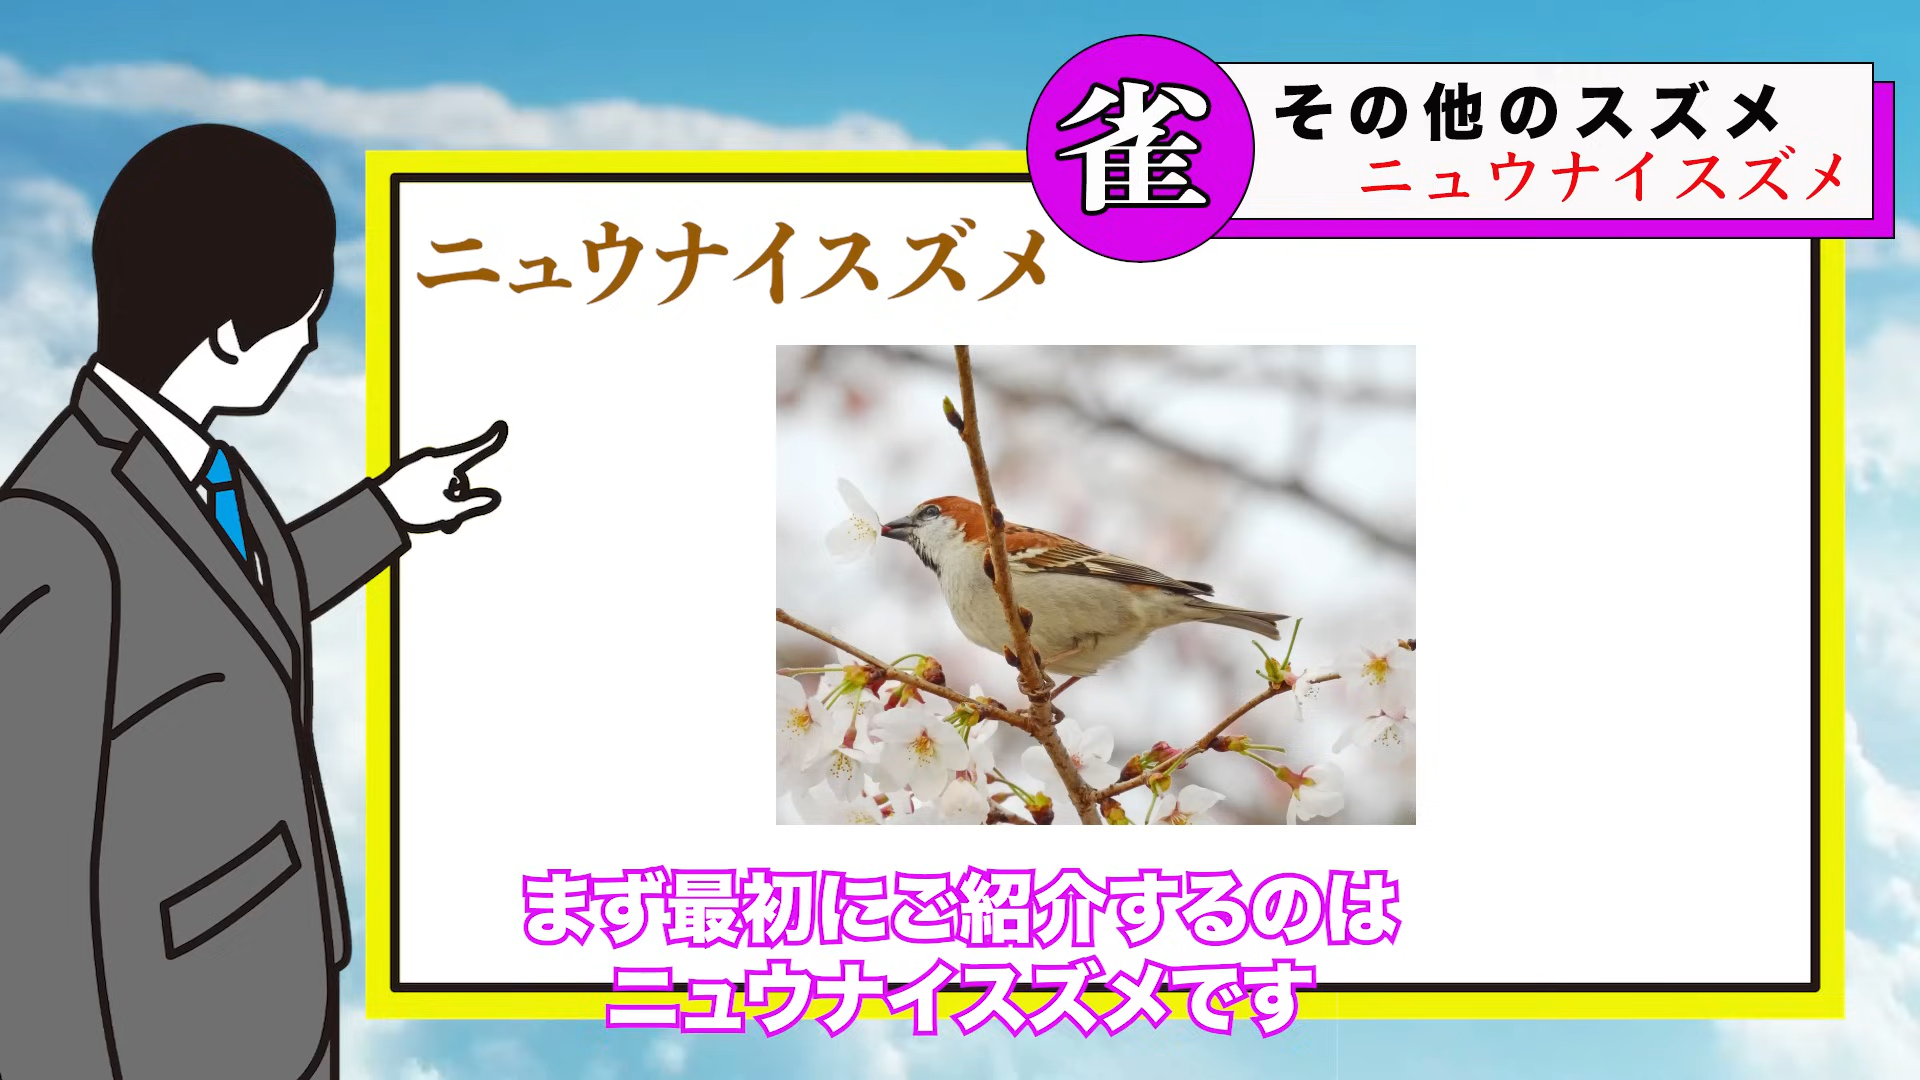 雀
その他のスズメ
ニュウナイスズメ
ニュウナイスズメ
まず最初にご紹介するのは
ニュウナイスズメです